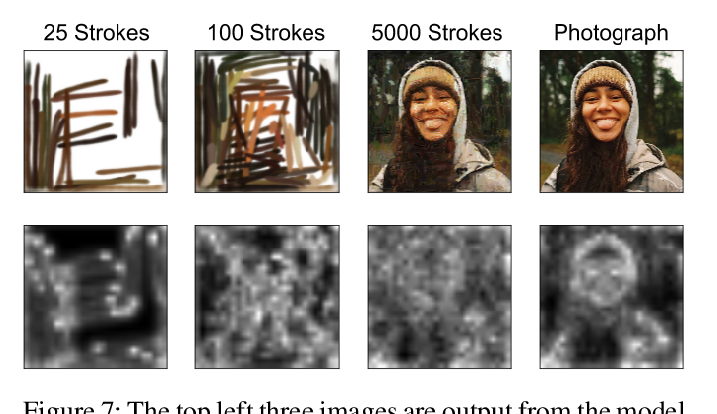 25 Strokes 100 Strokes 5000 Strokes Photograph
Figure 7: The top left three images are output from the model